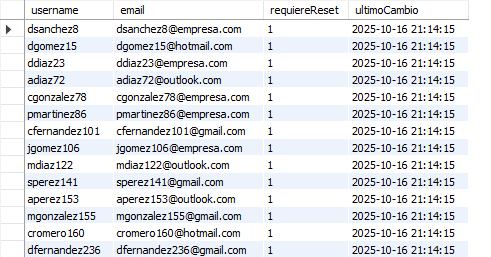 username email requiereReset ultimoCambio
dsanchez8 dsanchez8@empresa.com 1 2025-10-16 21:14:15
dgomez15 dgomez15@hotmail.com 1 2025-10-16 21:14:15
ddiaz23 ddiaz23@empresa.com 1 2025-10-16 21:14:15
adiaz72 adiaz72@outlook.com 1 2025-10-16 21:14:15
cgonzalez78 cgonzalez78@empresa.com 1 2025-10-16 21:14:15
pmartinez86 pmartinez86@empresa.com 1 2025-10-16 21:14:15
cfernandez101 cfernandez101@gmail.com 1 2025-10-16 21:14:15
jgomez106 jgomez106@empresa.com 1 2025-10-16 21:14:15
mdiaz122 mdiaz122@outlook.com 1 2025-10-16 21:14:15
sperez141 sperez141@gmail.com 1 2025-10-16 21:14:15
aperez153 aperez153@outlook.com 1 2025-10-16 21:14:15
mgonzalez155 mgonzalez155@gmail.com 1 2025-10-16 21:14:15
cromero160 cromero160@hotmail.com 1 2025-10-16 21:14:15
dfernandez236 dfernandez236@gmail.com 1 2025-10-16 21:14:15